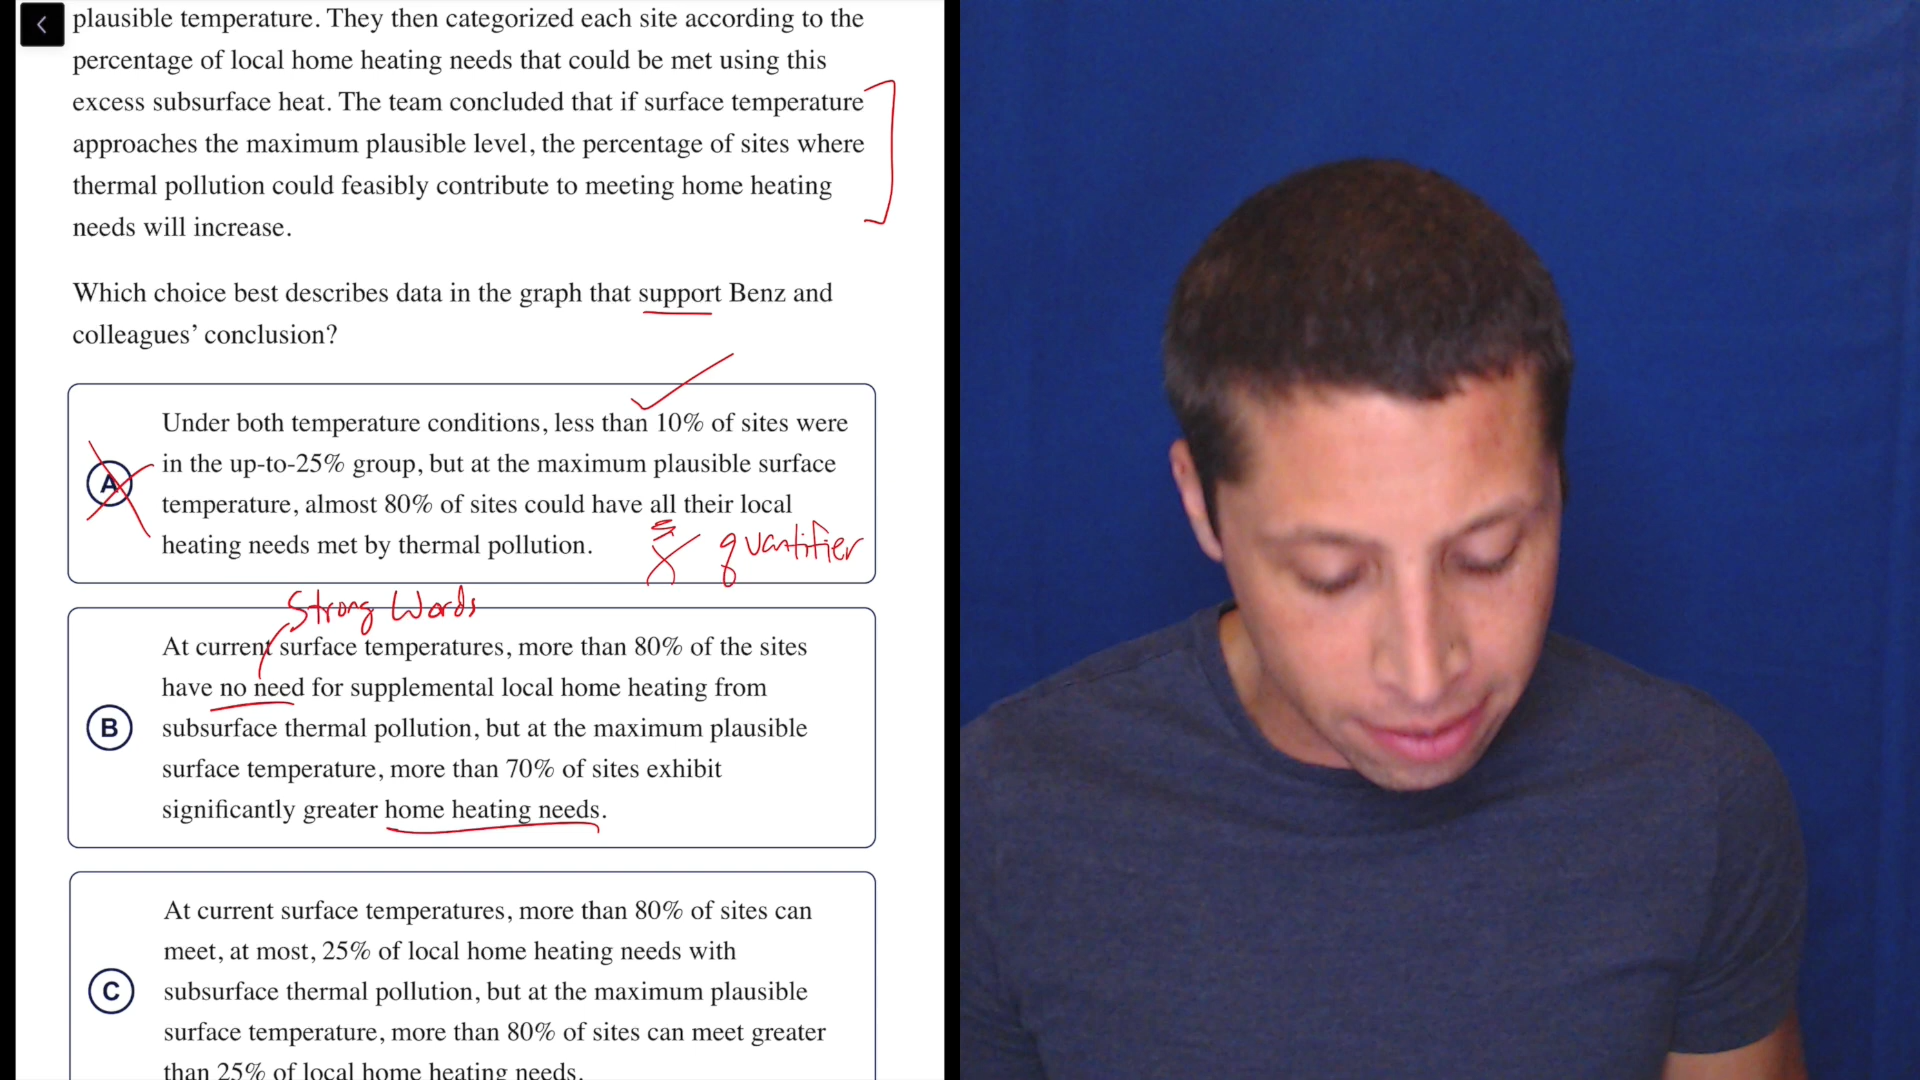 plausible temperature. They then categorized each site according to the
percentage of local home heating needs that could be met using this
excess subsurface heat. The team concluded that if surface temperature
approaches the maximum plausible level, the percentage of sites where
thermal pollution could feasibly contribute to meeting home heating
needs will increase.
Which choice best describes data in the graph that support Benz and
colleagues’ conclusion?
Under both temperature conditions, less than 10% of sites were
in the up-to-25% group, but at the maximum plausible surface
A
temperature, almost 80% of sites could have all their local
heating needs met by thermal pollution.
quantifier
Strong Words
At current surface temperatures, more than 80% of the sites
have no need for supplemental local home heating from
B
subsurface thermal pollution, but at the maximum plausible
surface temperature, more than 70% of sites exhibit
significantly greater home heating needs.
At current surface temperatures, more than 80% of sites can
meet, at most, 25% of local home heating needs with
C
subsurface thermal pollution, but at the maximum plausible
surface temperature, more than 80% of sites can meet greater
than 25% of local home heating needs.